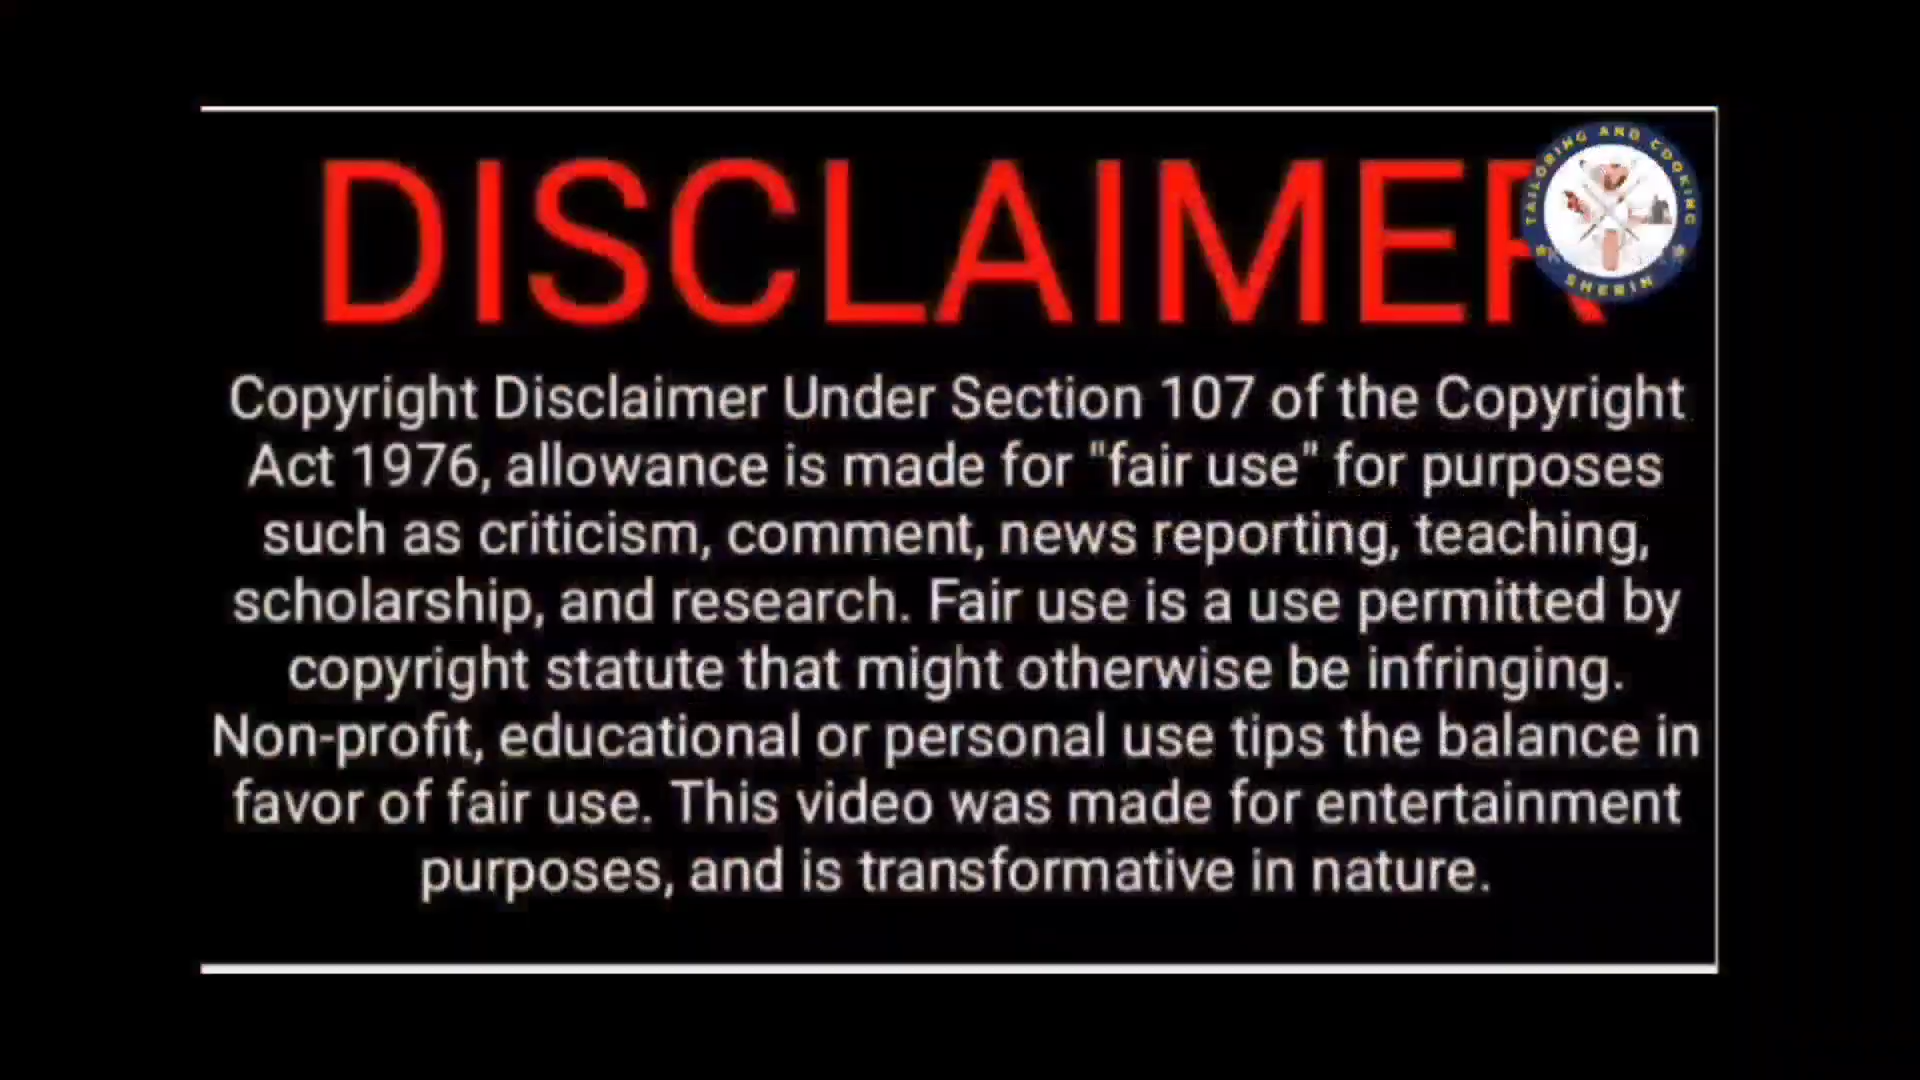 DISCLAIMER
TAILORING AND COOKING
SHERIN
Copyright Disclaimer Under Section 107 of the Copyright
Act 1976, allowance is made for "fair use" for purposes
such as criticism, comment, news reporting, teaching,
scholarship, and research. Fair use is a use permitted by
copyright statute that might otherwise be infringing.
Non-profit, educational or personal use tips the balance in
favor of fair use. This video was made for entertainment
purposes, and is transformative in nature.